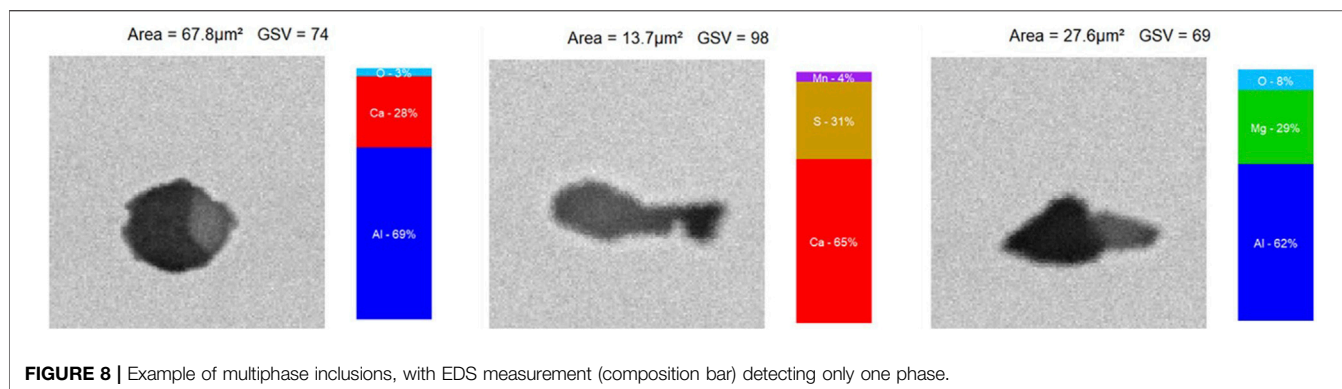 Area = 67.8µm² GSV = 74
O - 3%
Ca - 28%
Al - 69%
Area = 13.7µm² GSV = 98
Mn - 4%
S - 31%
Ca - 65%
Area = 27.6µm² GSV = 69
O - 8%
Mg - 29%
Al - 62%
FIGURE 8 | Example of multiphase inclusions, with EDS measurement (composition bar) detecting only one phase.